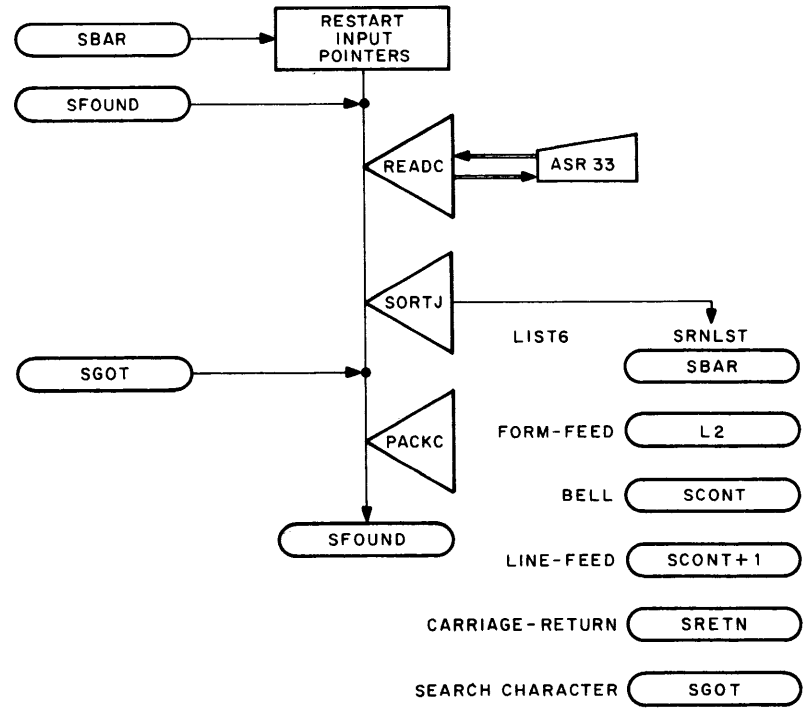 RESTART
INPUT
POINTERS
SBAR
SFOUND
READC
ASR 33
SORTJ
LIST6
SRNLST
SBAR
SGOT
FORM-FEED
L2
PACKC
BELL
SCONT
SFOUND
LINE-FEED
SCONT+1
CARRIAGE-RETURN
SRETN
SEARCH CHARACTER
SGOT